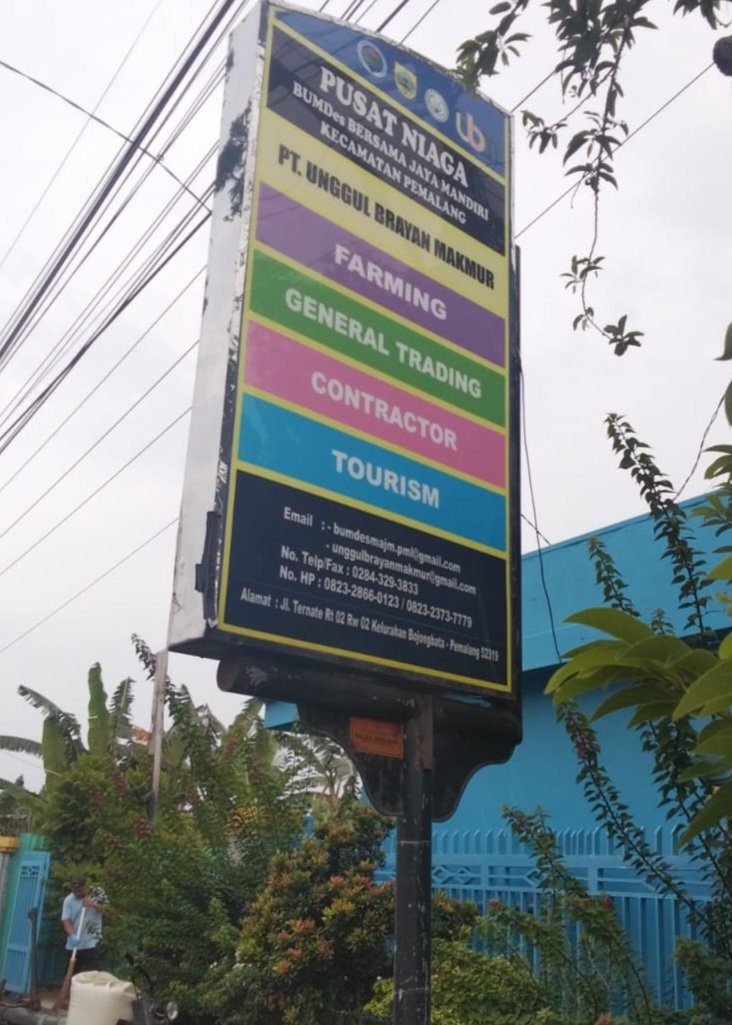 ub
PUSAT NIAGA
BUMDes BERSAMA JAYA MANDIRI
KECAMATAN PEMALANG
PT. UNGGUL BRAYAN MAKMUR
FARMING
GENERAL TRADING
CONTRACTOR
TOURISM
Email : - bumdesmajm.pml@gmail.com
- unggulbrayanmakmur@gmail.com
No. Telp/Fax : 0284-329-3833
No. HP : 0823-2866-0123 / 0823-2373-7779
Alamat : Jl. Ternate Rt 02 Rw 02 Kelurahan Bojongbata - Pemalang 52319